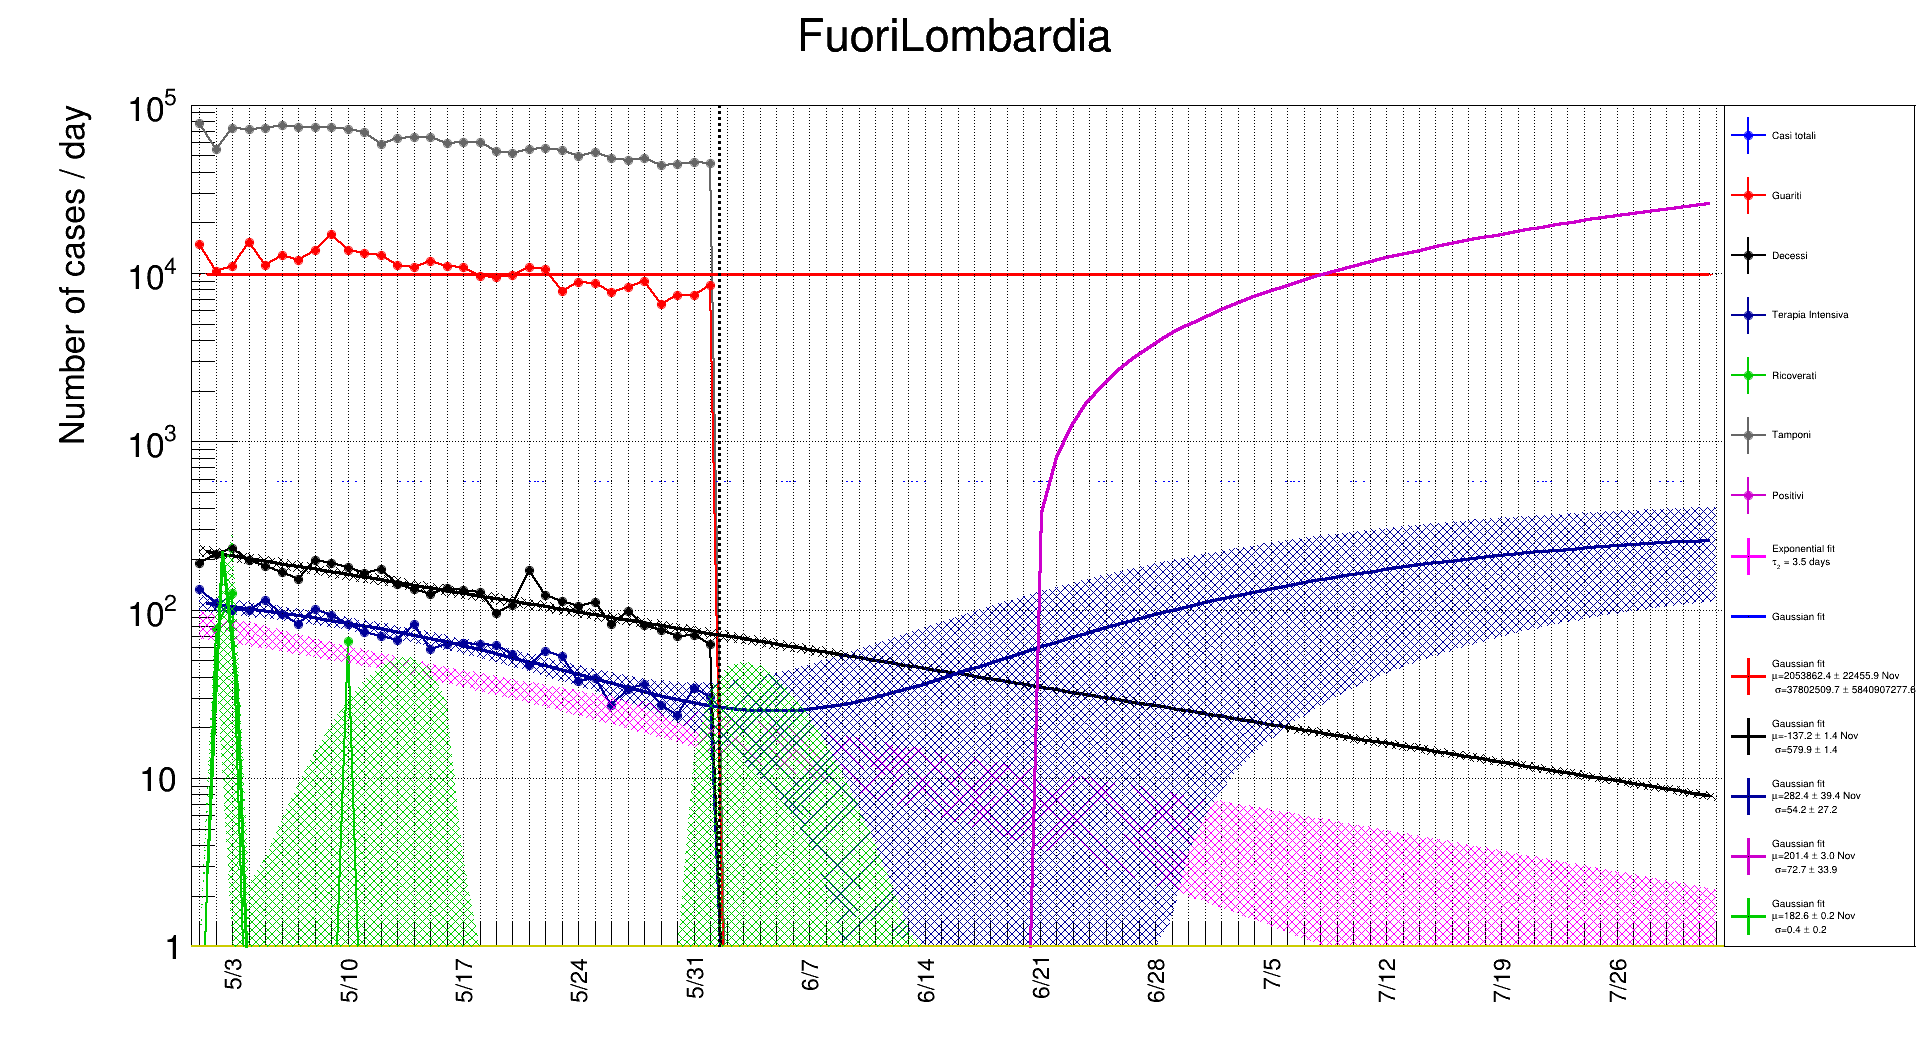 FuoriLombardia
Number of cases / day
10^5
10^4
10^3
10^2
10
1
5/3
5/10
5/17
5/24
5/31
6/7
6/14
6/21
6/28
7/5
7/12
7/19
7/26
Casi totali
Guariti
Decessi
Terapia Intensiva
Ricoverati
Tamponi
Positivi
Exponential fit
τ₂ = 3.5 days
Gaussian fit
Gaussian fit
μ=2053862.4 ± 22455.9 Nov
σ=37802509.7 ± 5840907277.6
Gaussian fit
μ=-137.2 ± 1.4 Nov
σ=579.9 ± 1.4
Gaussian fit
μ=282.4 ± 39.4 Nov
σ=54.2 ± 27.2
Gaussian fit
μ=201.4 ± 3.0 Nov
σ=72.7 ± 33.9
Gaussian fit
μ=182.6 ± 0.2 Nov
σ=0.4 ± 0.2